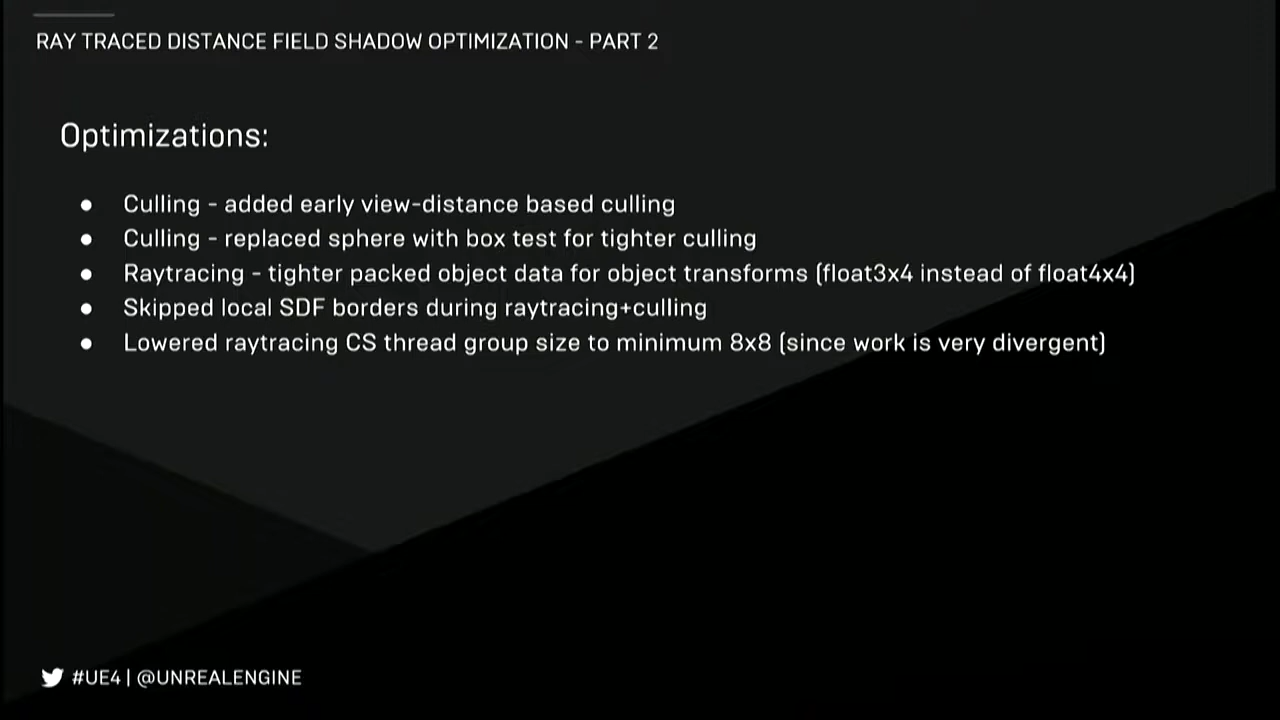 RAY TRACED DISTANCE FIELD SHADOW OPTIMIZATION - PART 2
Optimizations:
● Culling - added early view-distance based culling
● Culling - replaced sphere with box test for tighter culling
● Raytracing - tighter packed object data for object transforms (float3x4 instead of float4x4)
● Skipped local SDF borders during raytracing+culling
● Lowered raytracing CS thread group size to minimum 8x8 (since work is very divergent)
#UE4 | @UNREALENGINE